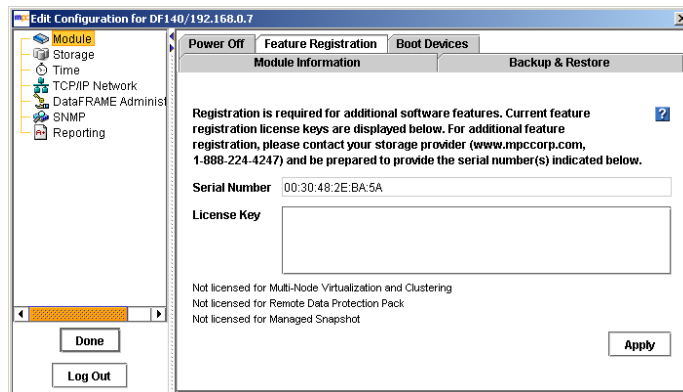 mpc Edit Configuration for DF140/192.168.0.7
Module
Storage
Time
TCP/IP Network
DataFRAME Administ
SNMP
Reporting
Done
Log Out
Power Off Feature Registration Boot Devices
Module Information Backup & Restore
Registration is required for additional software features. Current feature
registration license keys are displayed below. For additional feature
registration, please contact your storage provider (www.mpccorp.com,
1-888-224-4247) and be prepared to provide the serial number(s) indicated below.
?
Serial Number 00:30:48:2E:BA:5A
License Key
Not licensed for Multi-Node Virtualization and Clustering
Not licensed for Remote Data Protection Pack
Not licensed for Managed Snapshot
Apply